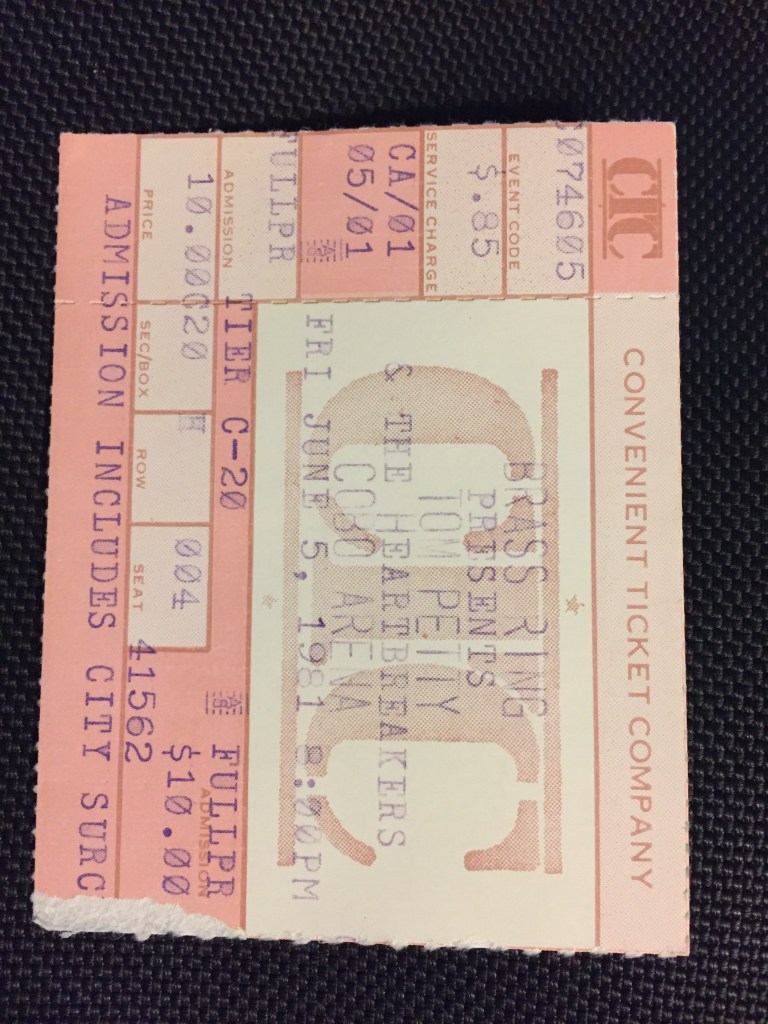 CTC
CONVENIENT TICKET COMPANY
074605
EVENT CODE
$.85
SERVICE CHARGE
CA/01
05/01
FULLPR
ADMISSION
10.00
PRICE
BRASS RING
PRESENTS
TOM PETTY
& THE HEARTBREAKERS
COBO ARENA
FRI JUNE 5, 1981 8:00PM
TIER C-20 FULLPR
ADMISSION
C20 H 004 $10.00
SEC/BOX ROW SEAT 41562
ADMISSION INCLUDES CITY SURC